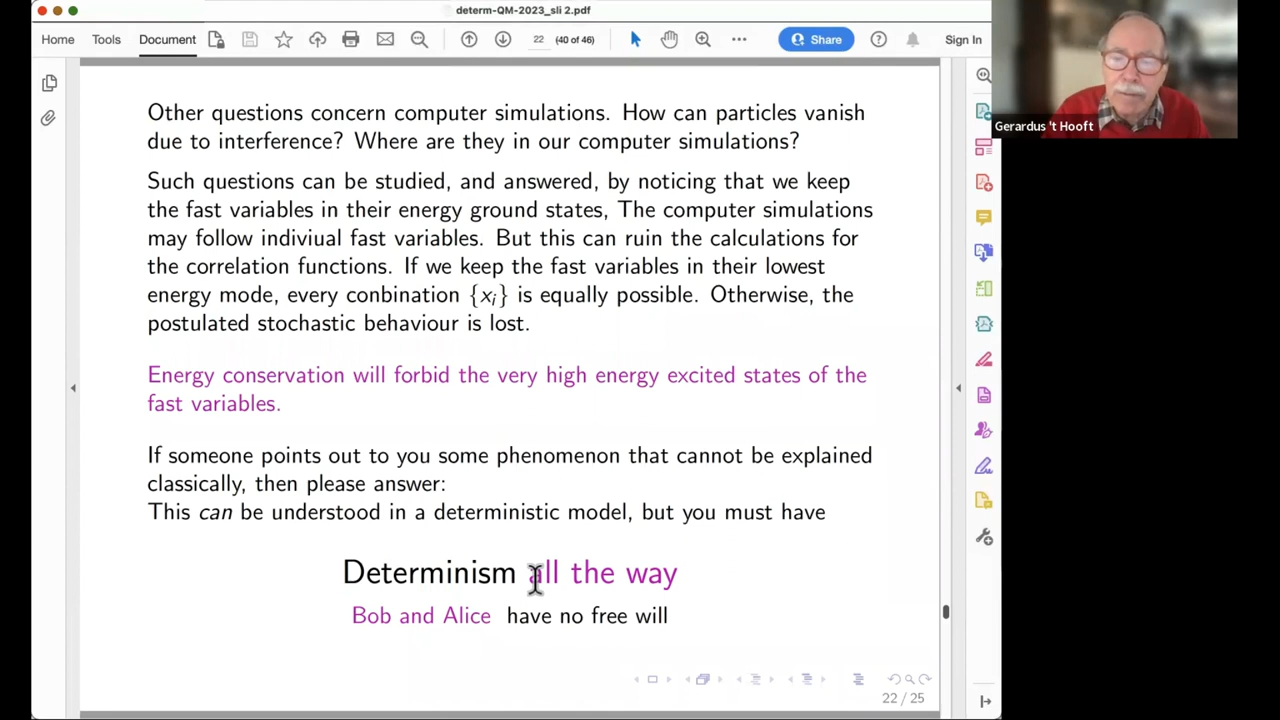 determ-QM-2023_sli 2.pdf
Home Tools Document 22 (40 of 46) Share Sign In
Gerardus 't Hooft
Other questions concern computer simulations. How can particles vanish
due to interference? Where are they in our computer simulations?
Such questions can be studied, and answered, by noticing that we keep
the fast variables in their energy ground states, The computer simulations
may follow indiviual fast variables. But this can ruin the calculations for
the correlation functions. If we keep the fast variables in their lowest
energy mode, every conbination {xᵢ} is equally possible. Otherwise, the
postulated stochastic behaviour is lost.
Energy conservation will forbid the very high energy excited states of the
fast variables.
If someone points out to you some phenomenon that cannot be explained
classically, then please answer:
This can be understood in a deterministic model, but you must have
Determinism all the way
Bob and Alice have no free will
22 / 25